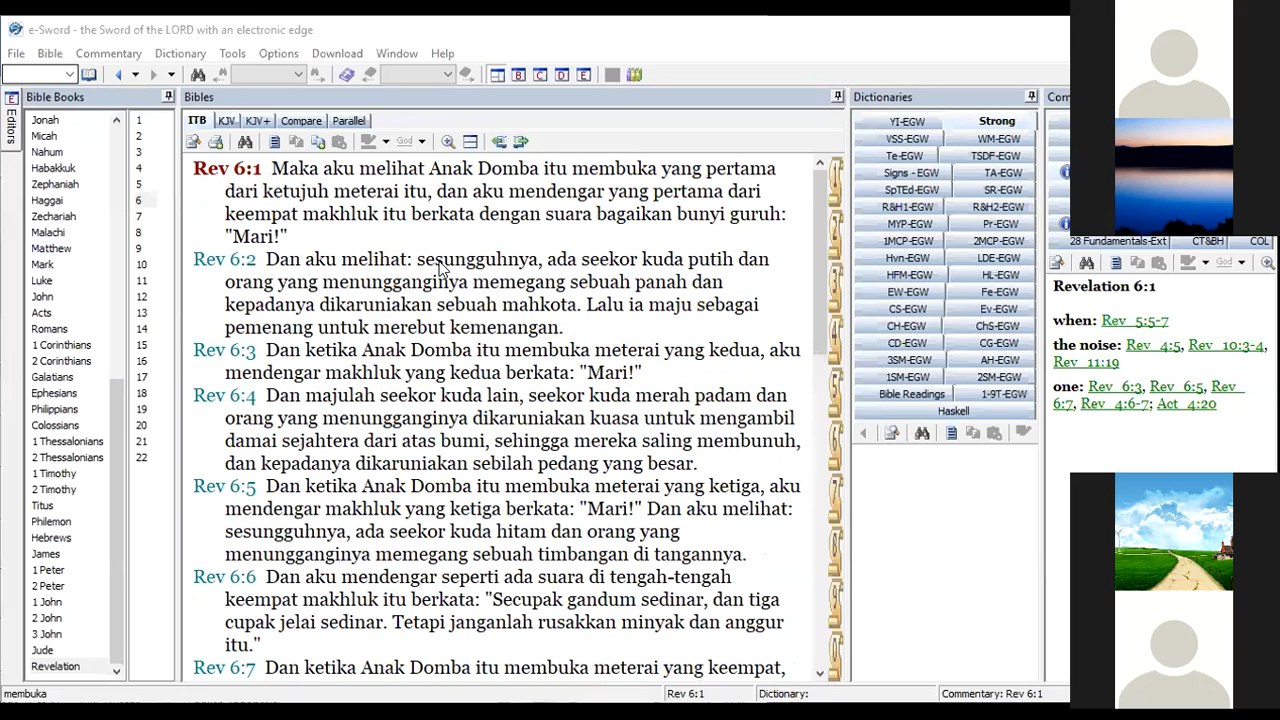 e-Sword - the Sword of the LORD with an electronic edge
File Bible Commentary Dictionary Tools Options Download Window Help
B C D E
E Editors
Bible Books
Jonah
Micah
Nahum
Habakkuk
Zephaniah
Haggai
Zechariah
Malachi
Matthew
Mark
Luke
John
Acts
Romans
1 Corinthians
2 Corinthians
Galatians
Ephesians
Philippians
Colossians
1 Thessalonians
2 Thessalonians
1 Timothy
2 Timothy
Titus
Philemon
Hebrews
James
1 Peter
2 Peter
1 John
2 John
3 John
Jude
Revelation
1
2
3
4
5
6
7
8
9
10
11
12
13
14
15
16
17
18
19
20
21
22
Bibles
ITB KJV KJV+ Compare Parallel
God
Rev 6:1 Maka aku melihat Anak Domba itu membuka yang pertama
dari ketujuh meterai itu, dan aku mendengar yang pertama dari
keempat makhluk itu berkata dengan suara bagaikan bunyi guruh:
"Mari!"
Rev 6:2 Dan aku melihat: sesungguhnya, ada seekor kuda putih dan
orang yang menungganginya memegang sebuah panah dan
kepadanya dikaruniakan sebuah mahkota. Lalu ia maju sebagai
pemenang untuk merebut kemenangan.
Rev 6:3 Dan ketika Anak Domba itu membuka meterai yang kedua, aku
mendengar makhluk yang kedua berkata: "Mari!"
Rev 6:4 Dan majulah seekor kuda lain, seekor kuda merah padam dan
orang yang menungganginya dikaruniakan kuasa untuk mengambil
damai sejahtera dari atas bumi, sehingga mereka saling membunuh,
dan kepadanya dikaruniakan sebilah pedang yang besar.
Rev 6:5 Dan ketika Anak Domba itu membuka meterai yang ketiga, aku
mendengar makhluk yang ketiga berkata: "Mari!" Dan aku melihat:
sesungguhnya, ada seekor kuda hitam dan orang yang
menungganginya memegang sebuah timbangan di tangannya.
Rev 6:6 Dan aku mendengar seperti ada suara di tengah-tengah
keempat makhluk itu berkata: "Secupak gandum sedinar, dan tiga
cupak jelai sedinar. Tetapi janganlah rusakkan minyak dan anggur
itu."
Rev 6:7 Dan ketika Anak Domba itu membuka meterai yang keempat,
Dictionaries
YI-EGW Strong
VSS-EGW WM-EGW
Te-EGW TSDF-EGW
Signs - EGW TA-EGW
SpTEd-EGW SR-EGW
R&H1-EGW R&H2-EGW
MYP-EGW Pr-EGW
1MCP-EGW 2MCP-EGW
Hvn-EGW LDE-EGW
HFM-EGW HL-EGW
EW-EGW Fe-EGW
CS-EGW Ev-EGW
CH-EGW ChS-EGW
CD-EGW CG-EGW
3SM-EGW AH-EGW
1SM-EGW 2SM-EGW
Bible Readings 1-9T-EGW
Haskell
Com
28 Fundamentals-Ext CT&BH COL
God
Revelation 6:1
when: Rev_5:5-7
the noise: Rev_4:5, Rev_10:3-4,
Rev_11:19
one: Rev_6:3, Rev_6:5, Rev_
6:7, Rev_4:6-7; Act_4:20
membuka
Rev 6:1
Dictionary:
Commentary: Rev 6:1